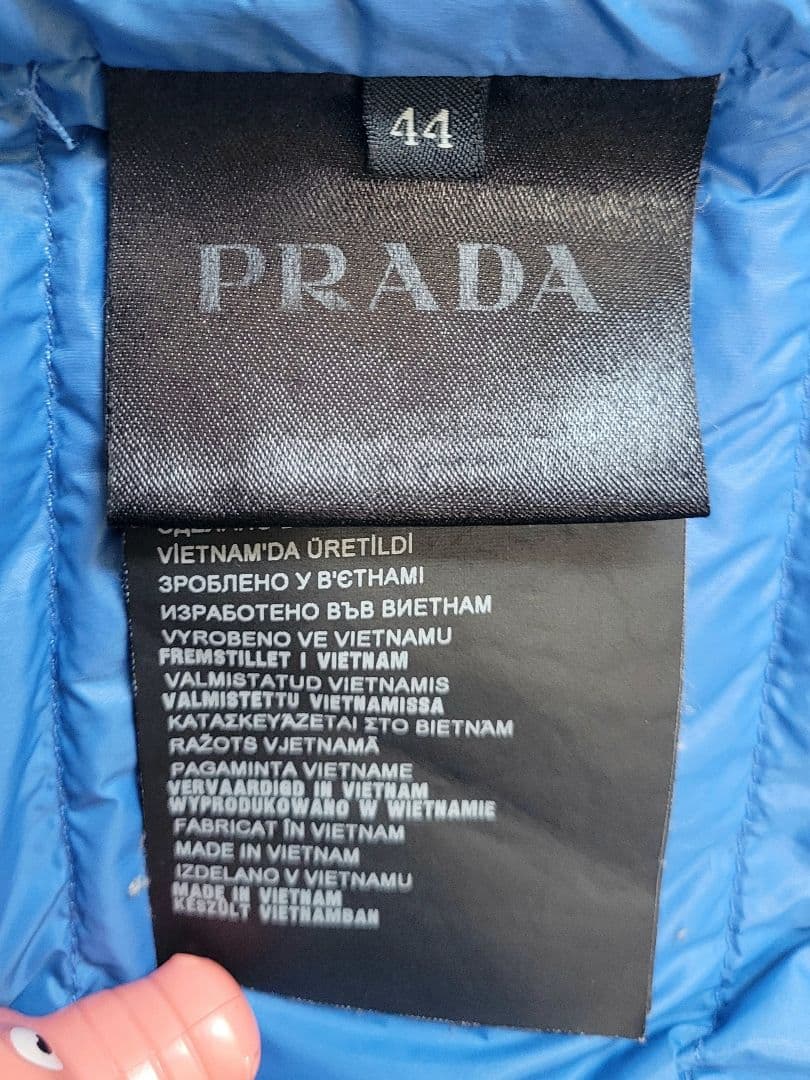 44
PRADA
VİETNAM'DA ÜRETİLDİ
ЗРОБЛЕНО У В'ЄТНАМІ
ИЗРАБОТЕНО ВЪВ ВИЕТНАМ
VYROBENO VE VIETNAMU
FREMSTILLET I VIETNAM
VALMISTATUD VIETNAMIS
VALMISTETTU VIETNAMISSA
ΚΑΤΑΣΚΕΥΆΖΕΤΑΙ ΣΤΟ ΒΙΕΤΝΆΜ
RAŽOTS VJETNAMĀ
PAGAMINTA VIETNAME
VERVAARDIGD IN VIETNAM
WYPRODUKOWANO W WIETNAMIE
FABRICAT ÎN VIETNAM
MADE IN VIETNAM
IZDELANO V VIETNAMU
MADE IN VIETNAM
KÉSZÜLT VIETNAMBAN